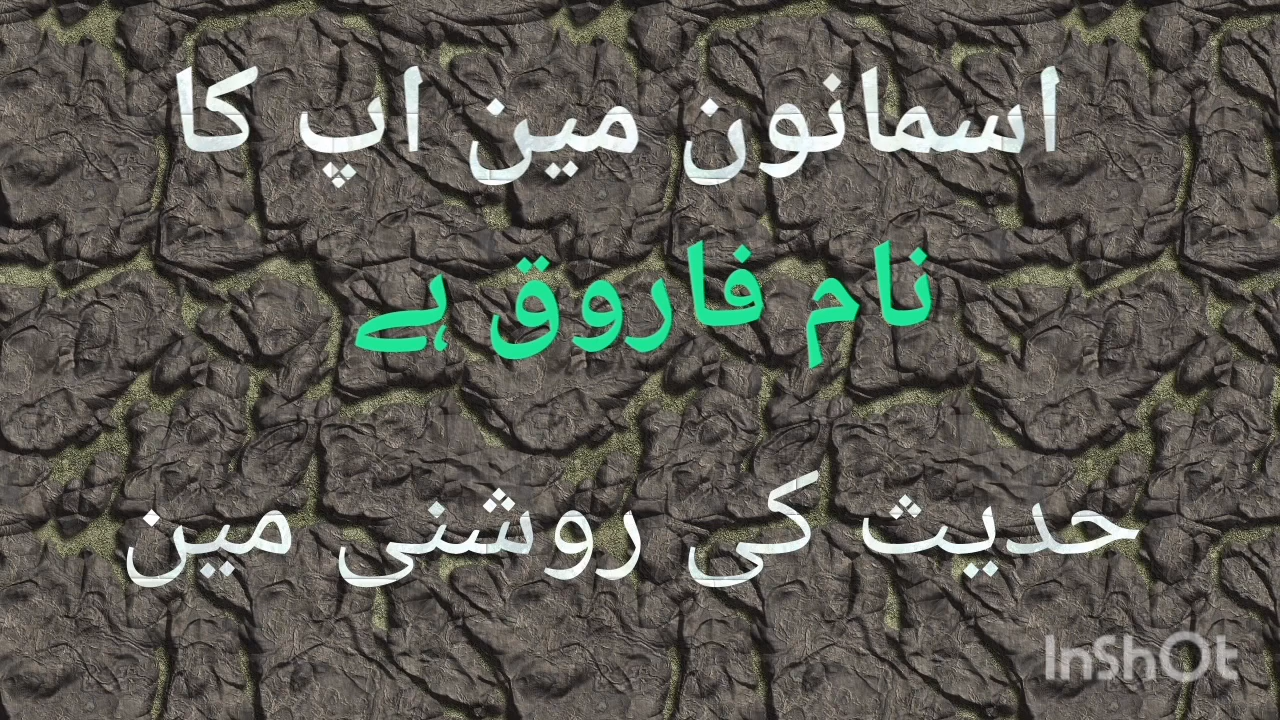 اسمانون مین اپ کا
نام فاروق ہے
حدیث کی روشنی مین
InShOt